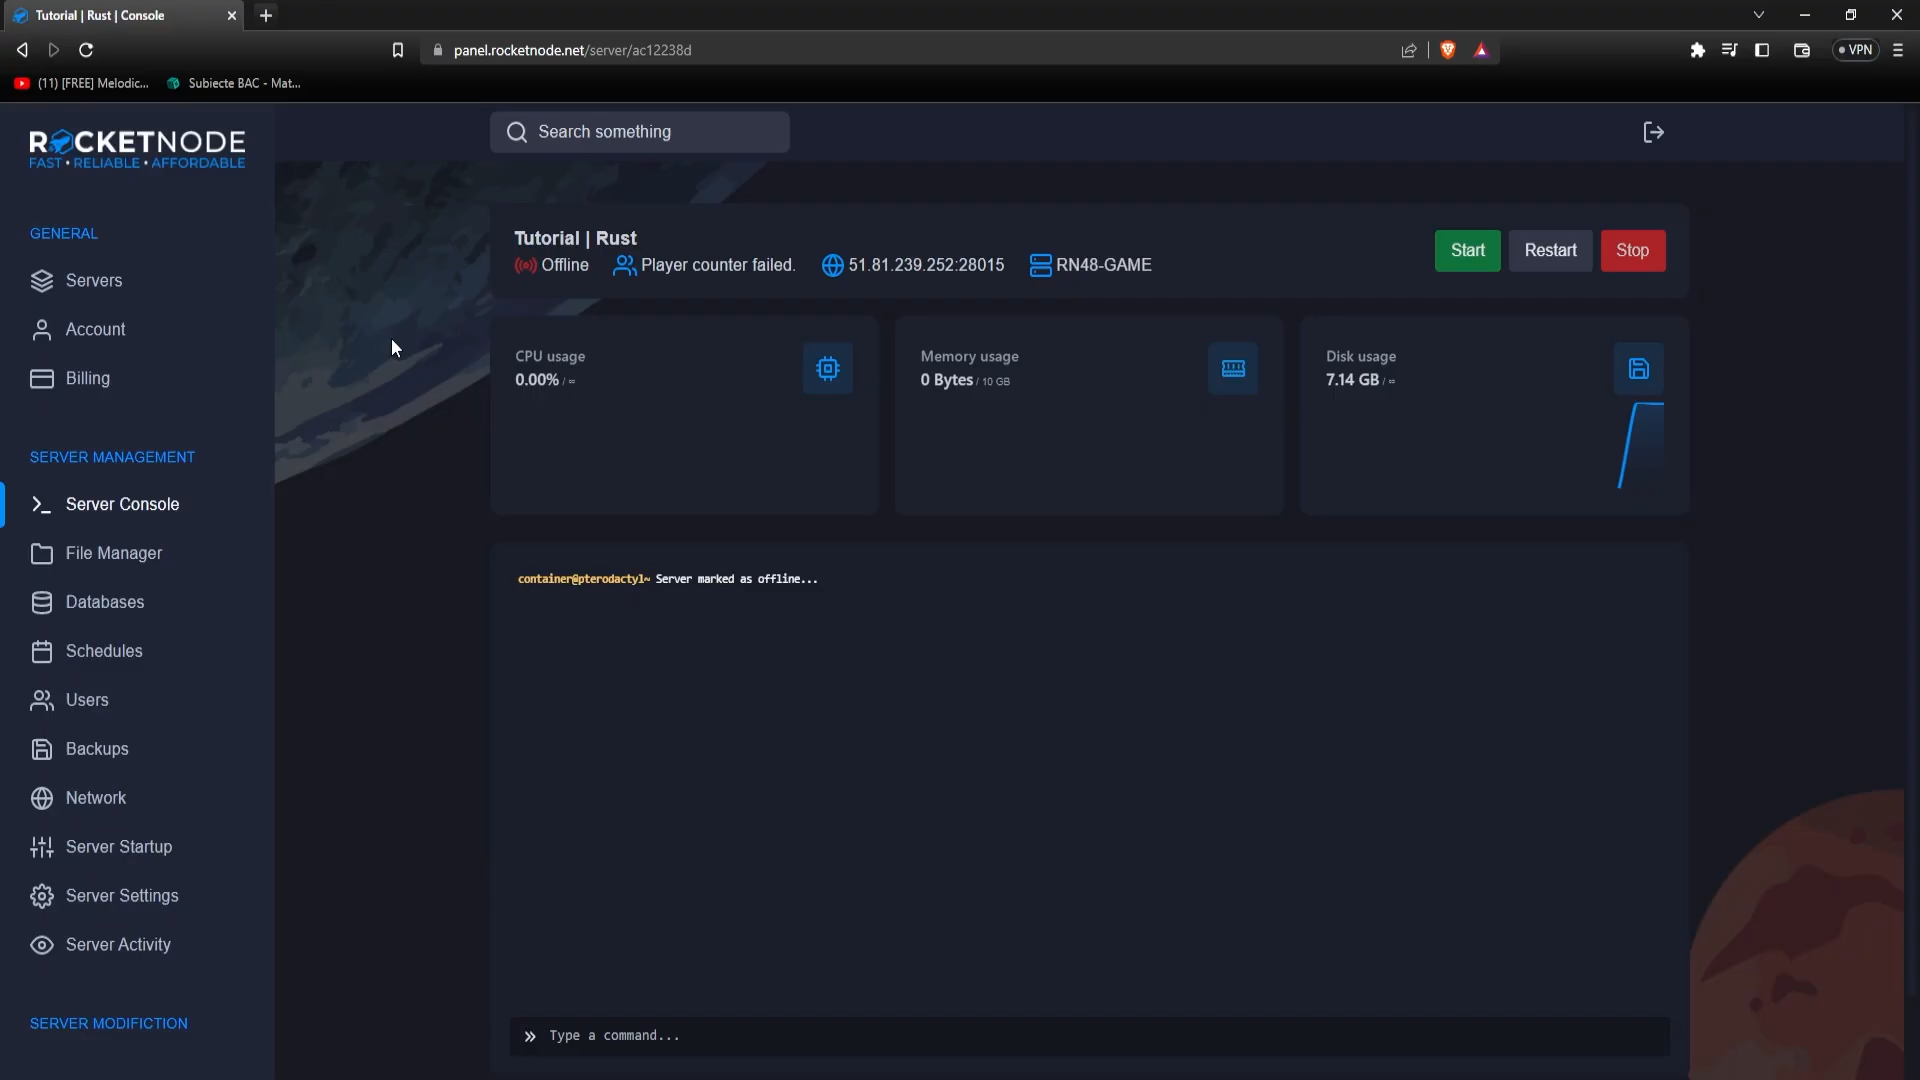 Tutorial | Rust | Console
panel.rocketnode.net/server/ac12238d
VPN
(11) [FREE] Melodic...
Subiecte BAC - Mat...
ROCKETNODE
FAST • RELIABLE • AFFORDABLE
Search something
GENERAL
Servers
Account
Billing
SERVER MANAGEMENT
Server Console
File Manager
Databases
Schedules
Users
Backups
Network
Server Startup
Server Settings
Server Activity
SERVER MODIFICTION
Tutorial | Rust
Offline
Player counter failed.
51.81.239.252:28015
RN48-GAME
Start
Restart
Stop
CPU usage
0.00% / ∞
Memory usage
0 Bytes / 10 GB
Disk usage
7.14 GB / ∞
container@pterodactyl~ Server marked as offline...
» Type a command...